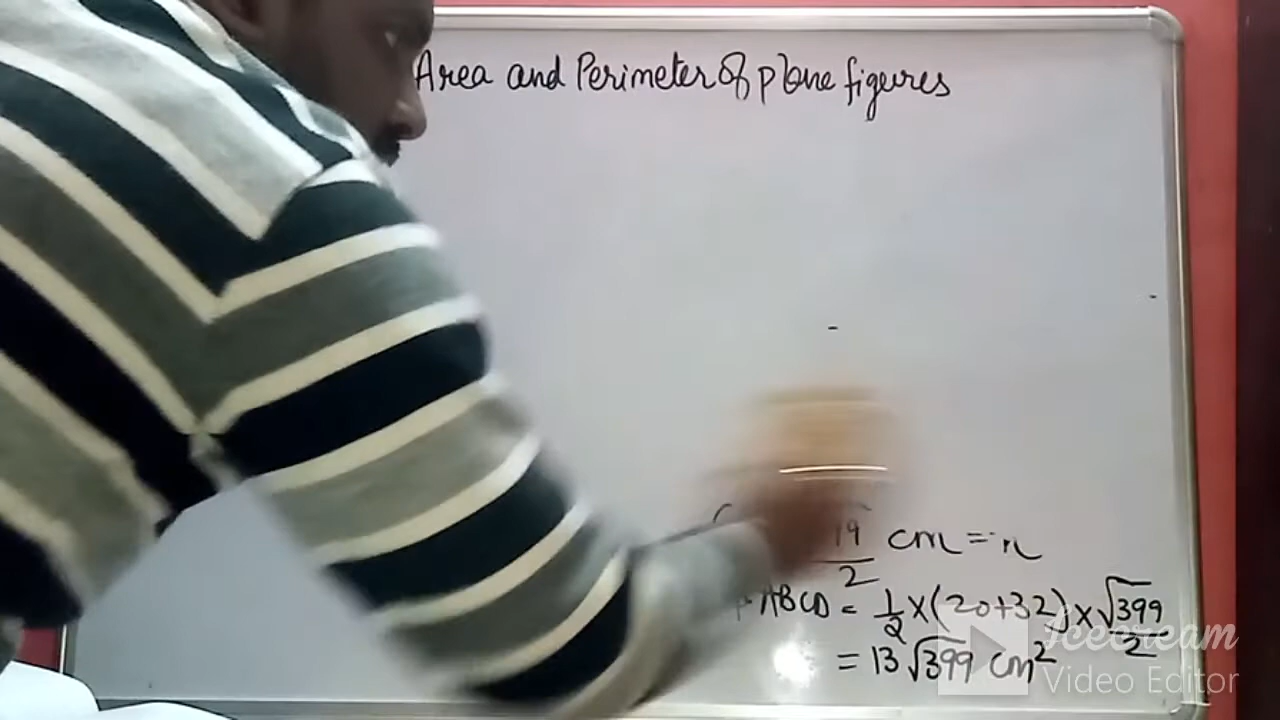 Area and Perimeter of plane figures
19/2 cm = n
ABCD = 1/2 × (20+32) × √399/2
= 13√399 cm²
Icecream
Video Editor